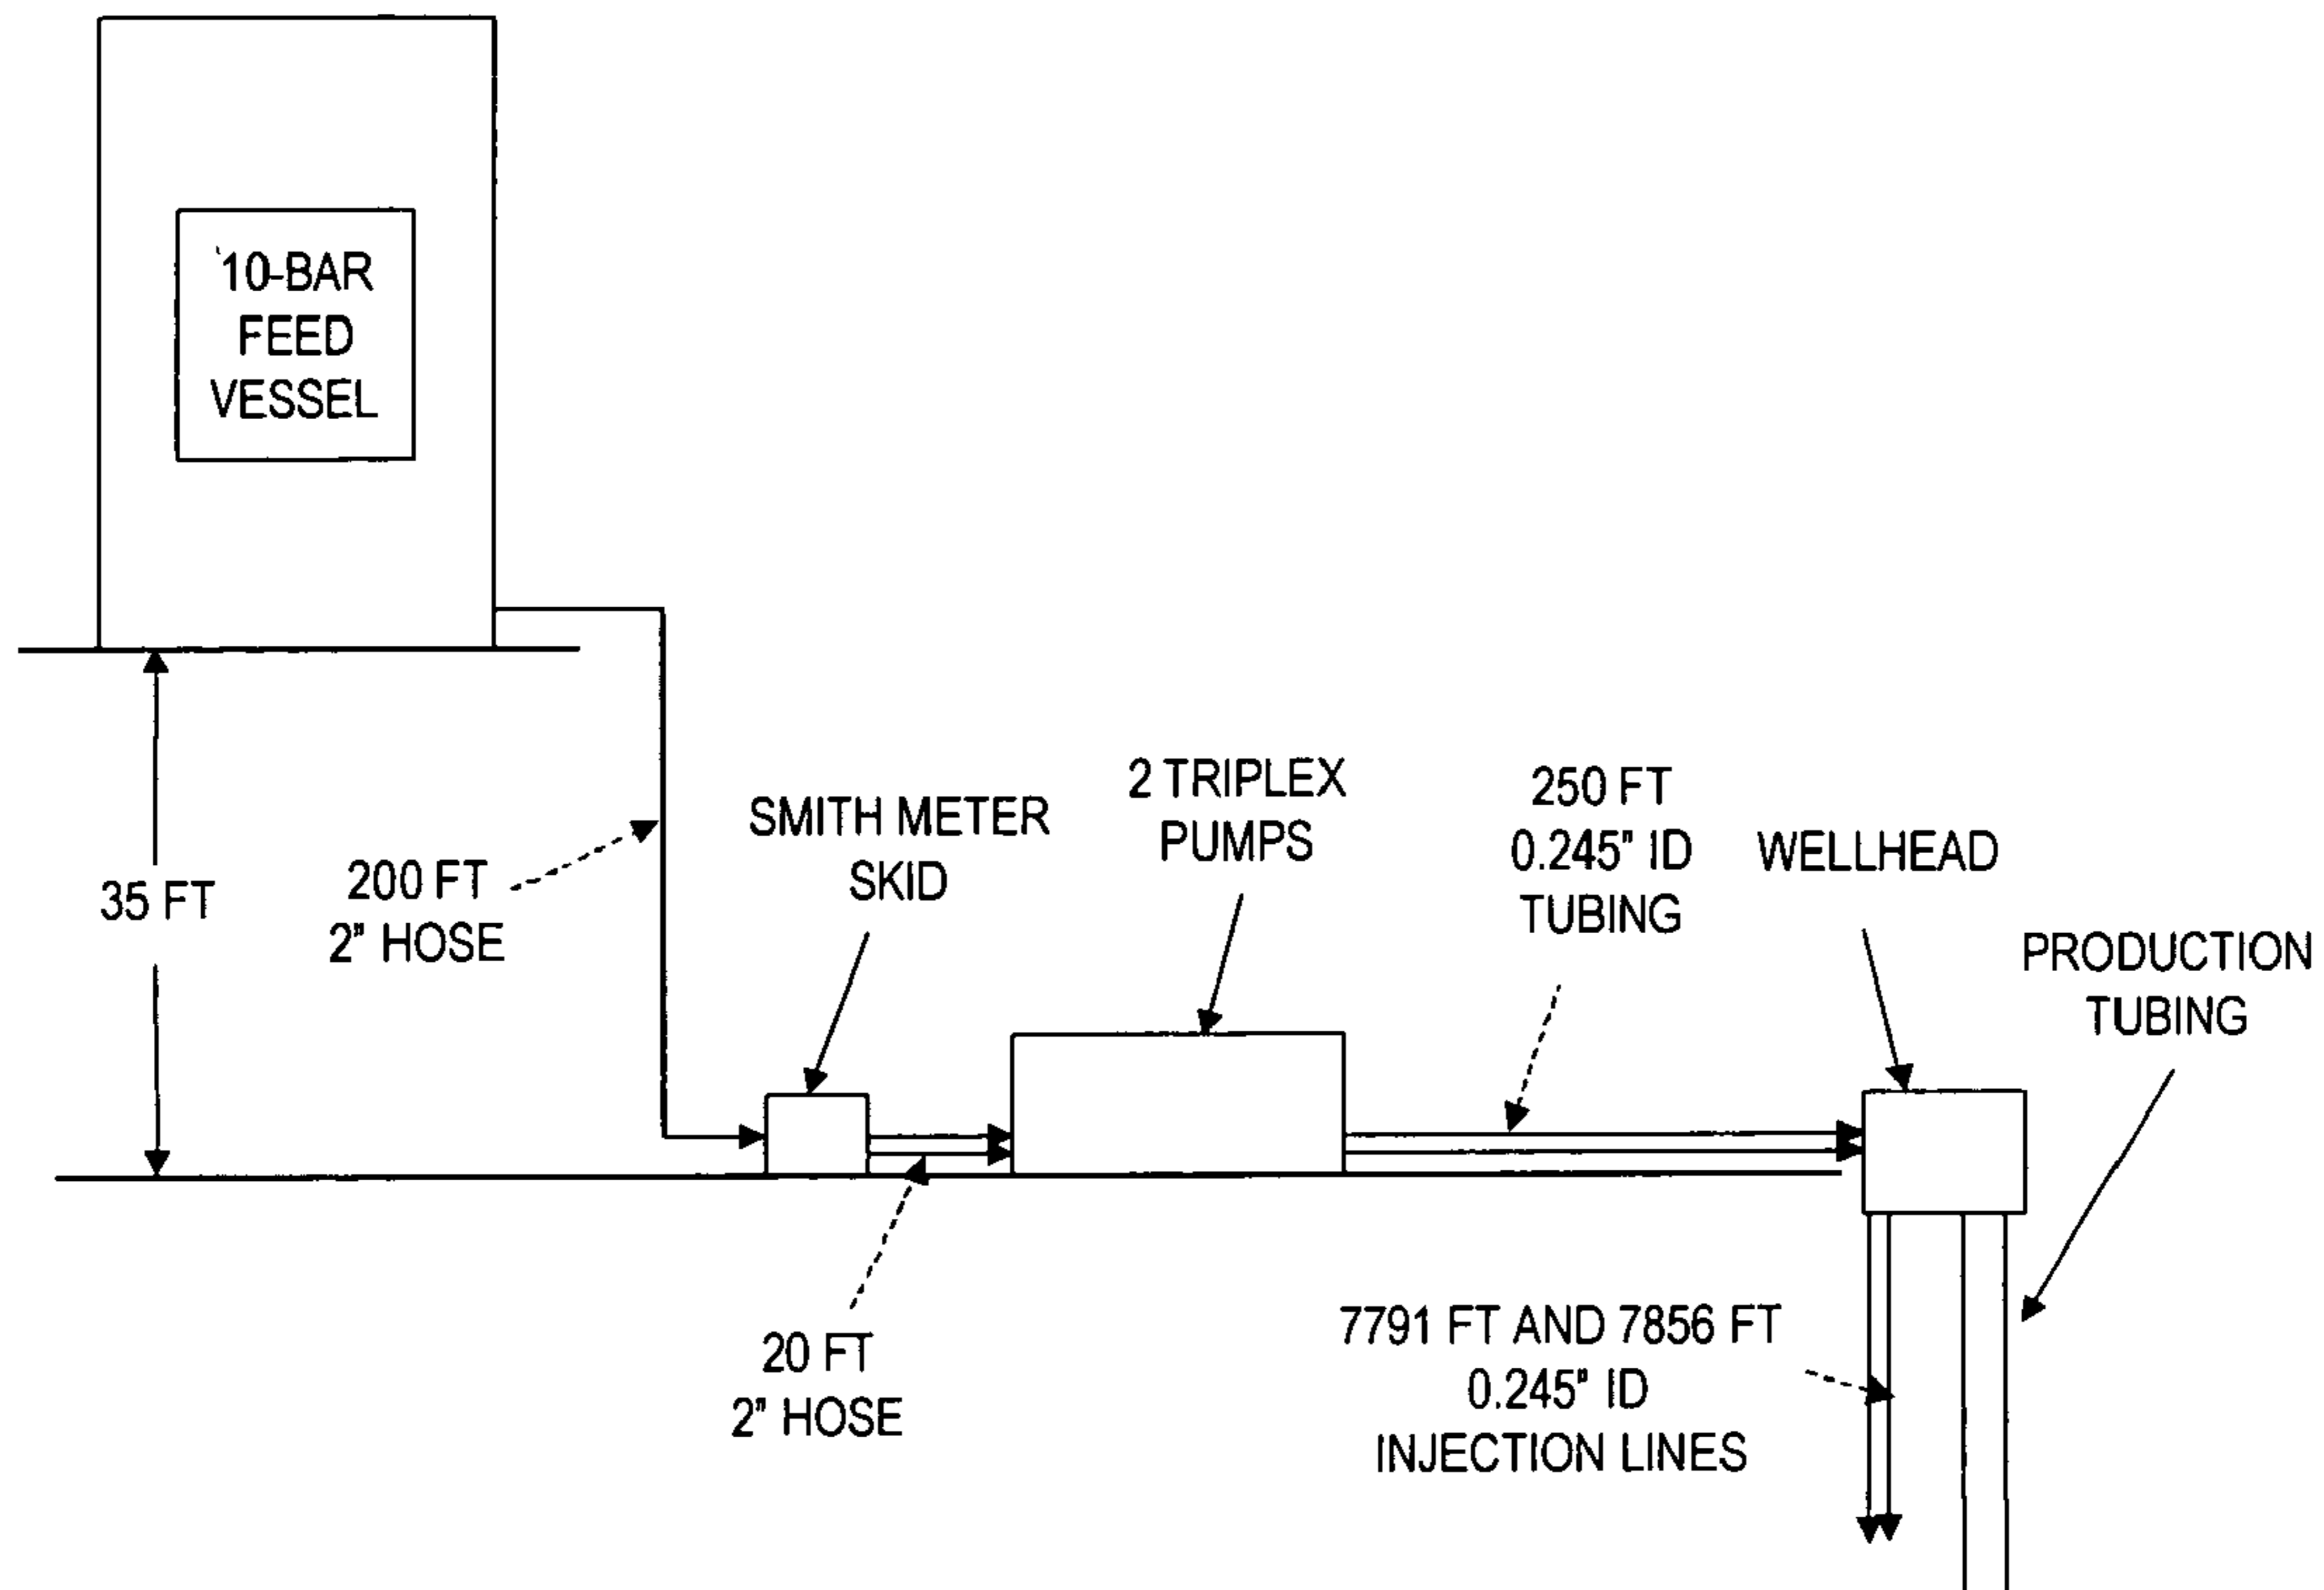 10-BAR
FEED
VESSEL
35 FT
200 FT
2" HOSE
SMITH METER
SKID
2 TRIPLEX
PUMPS
250 FT
0.245" ID
TUBING
WELLHEAD
PRODUCTION
TUBING
20 FT
2" HOSE
7791 FT AND 7856 FT
0.245" ID
INJECTION LINES